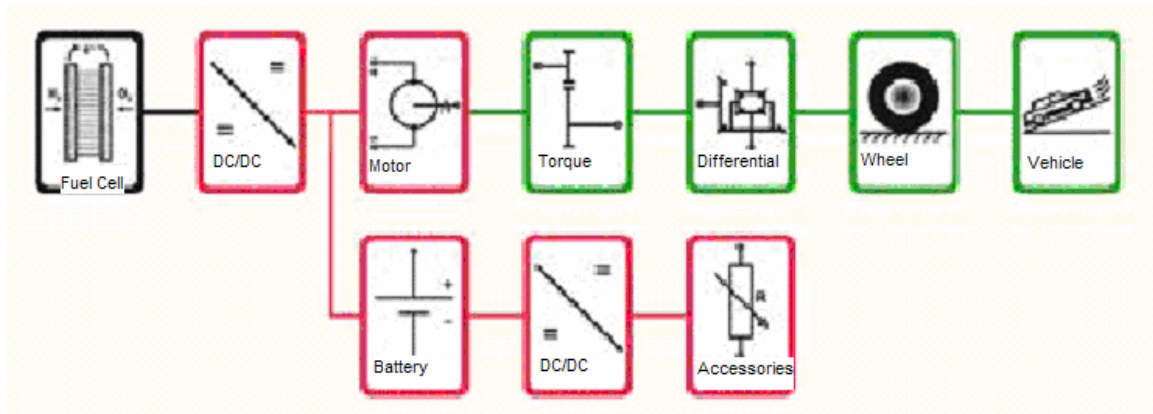 Fuel Cell
DC/DC
Motor
Torque
Differential
Wheel
Vehicle
+
-
R
Battery
DC/DC
Accessories